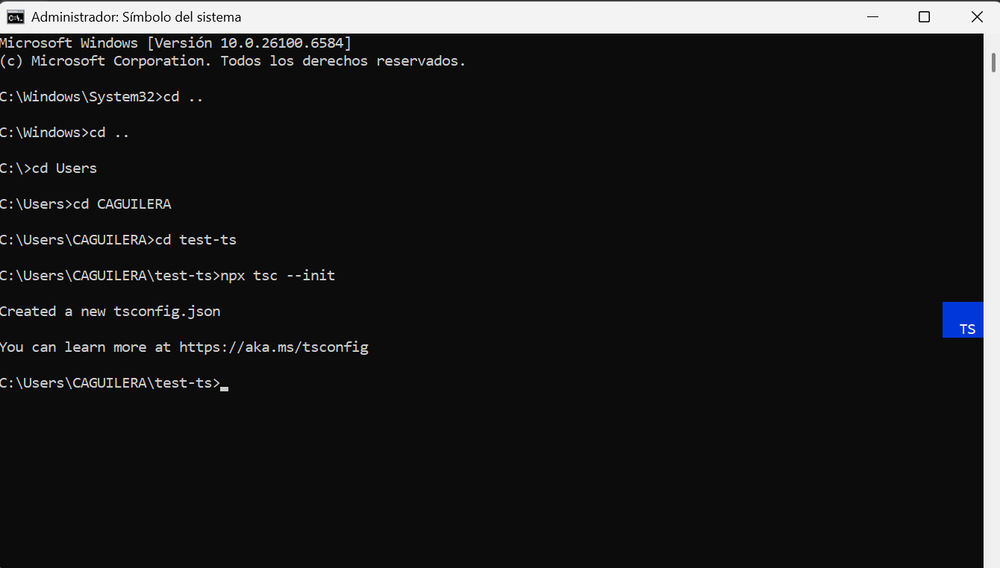 Administrador: Símbolo del sistema
Microsoft Windows [Versión 10.0.26100.6584]
(c) Microsoft Corporation. Todos los derechos reservados.
C:\Windows\System32>cd ..
C:\Windows>cd ..
C:\>cd Users
C:\Users>cd CAGUILERA
C:\Users\CAGUILERA>cd test-ts
C:\Users\CAGUILERA\test-ts>npx tsc --init
Created a new tsconfig.json
TS
You can learn more at https://aka.ms/tsconfig
C:\Users\CAGUILERA\test-ts>